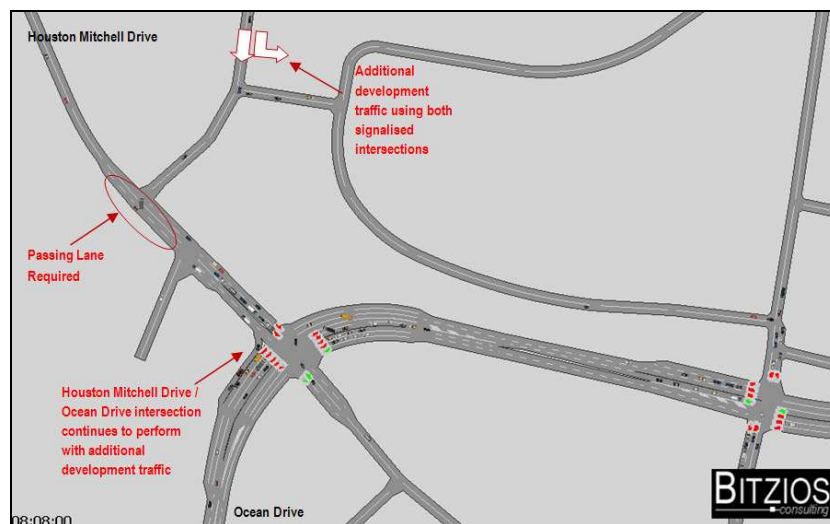 Houston Mitchell Drive
Additional
development
traffic using both
signalised
intersections
Passing Lane
Required
Houston Mitchell Drive /
Ocean Drive intersection
continues to perform
with additional
development traffic
Ocean Drive
08:08:00
BITZIOS
consulting